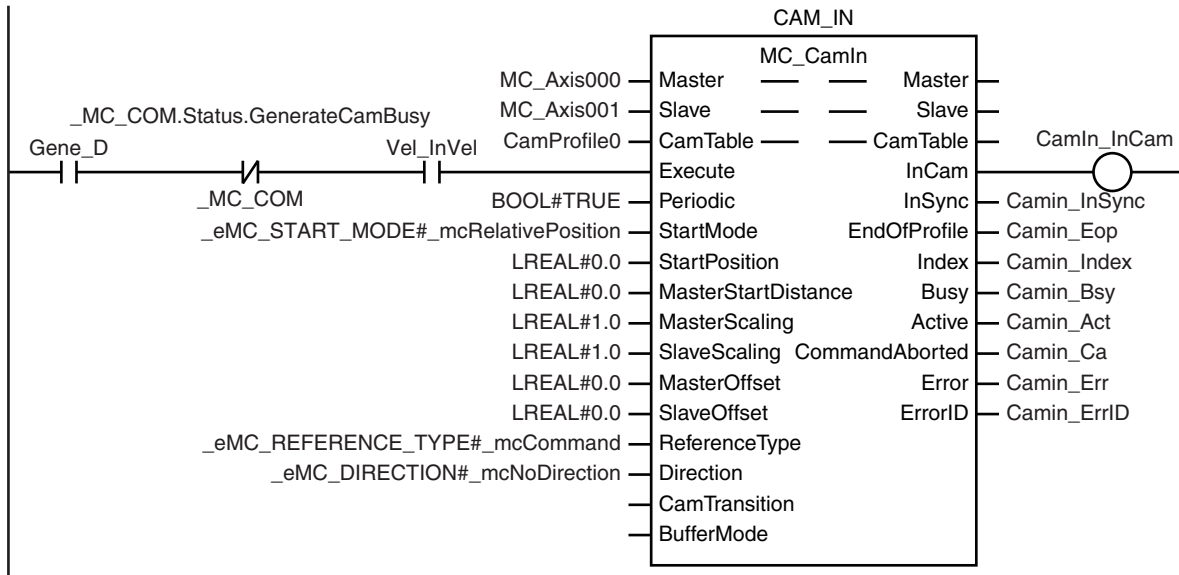 CAM_IN
MC_CamIn
MC_Axis000 Master Master
MC_Axis001 Slave Slave
_MC_COM.Status.GenerateCamBusy
CamProfile0 CamTable CamTable
Gene_D Vel_InVel CamIn_InCam
Execute InCam
_MC_COM
BOOL#TRUE Periodic InSync Camin_InSync
_eMC_START_MODE#_mcRelativePosition StartMode EndOfProfile Camin_Eop
LREAL#0.0 StartPosition Index Camin_Index
LREAL#0.0 MasterStartDistance Busy Camin_Bsy
LREAL#1.0 MasterScaling Active Camin_Act
LREAL#1.0 SlaveScaling CommandAborted Camin_Ca
LREAL#0.0 MasterOffset Error Camin_Err
LREAL#0.0 SlaveOffset ErrorID Camin_ErrID
_eMC_REFERENCE_TYPE#_mcCommand ReferenceType
_eMC_DIRECTION#_mcNoDirection Direction
CamTransition
BufferMode